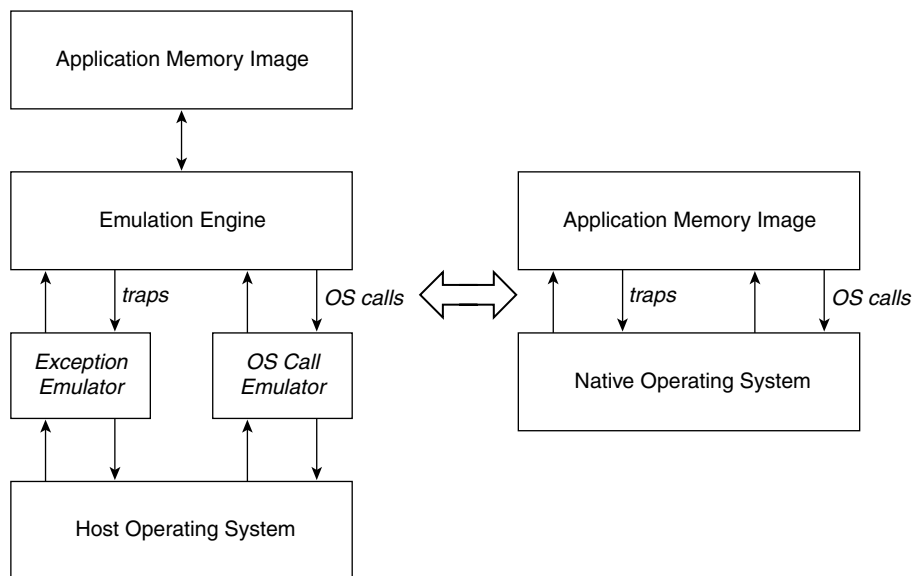 Application Memory Image
Emulation Engine
traps
OS calls
Exception
Emulator
OS Call
Emulator
Host Operating System
Application Memory Image
traps
OS calls
Native Operating System